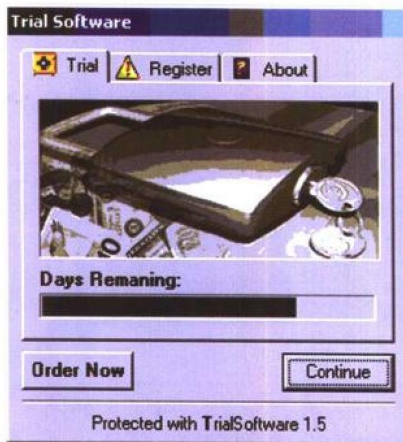 Trial Software
Trial Register ? About
Days Remaning:
Order Now Continue
Protected with TrialSoftware 1.5